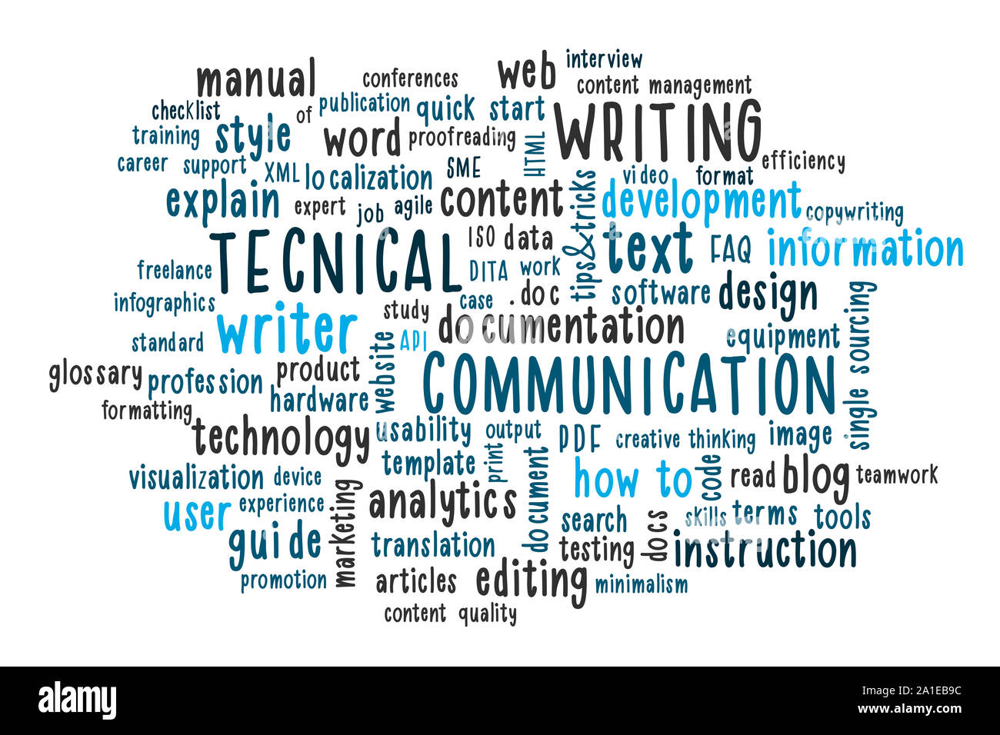 manual
conferences
web
interview
content management
checklist
of
publication
quick start
WRITING
training
style
word
proofreading
HTML
efficiency
career
support
XML
localization
SME
video
format
explain
expert
job
agile
content
tips&tricks
development
copywriting
TECNICAL
ISO
data
text
FAQ
information
freelance
DITA
work
infographics
case
.doc
software
design
single sourcing
writer
study
documentation
standard
API
website
equipment
glossary
profession
product
COMMUNICATION
formatting
hardware
technology
usability
output
PDF
creative thinking
image
visualization
device
template
print
document
how to
code
read
blog
teamwork
user
experience
marketing
analytics
search
docs
skills
terms
tools
guide
translation
testing
instruction
promotion
articles
editing
minimalism
content quality
alamy
Image ID: 2A1EB9C
www.alamy.com